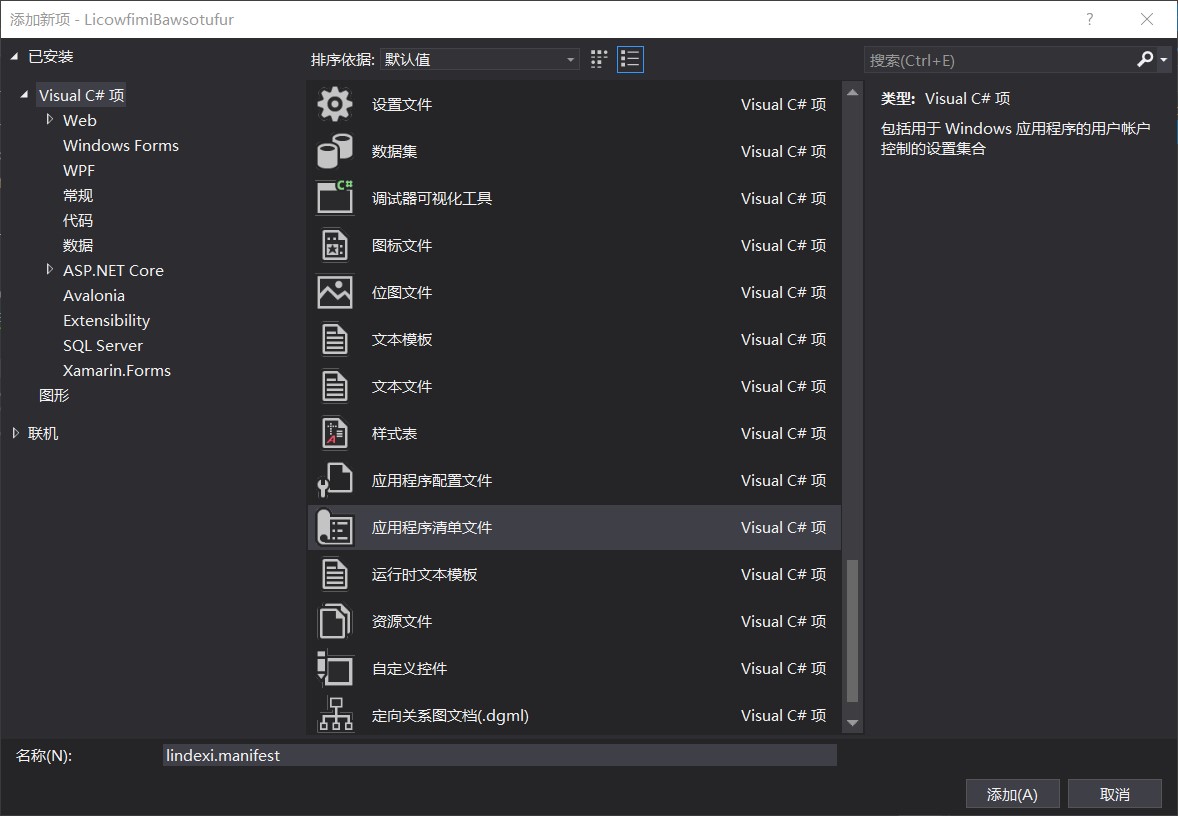 添加新项 - LicowfimiBawsotufur
?
已安装
Visual C# 项
Web
Windows Forms
WPF
常规
代码
数据
ASP.NET Core
Avalonia
Extensibility
SQL Server
Xamarin.Forms
图形
联机
排序依据: 默认值
设置文件 Visual C# 项
数据集 Visual C# 项
C#
调试器可视化工具 Visual C# 项
图标文件 Visual C# 项
位图文件 Visual C# 项
文本模板 Visual C# 项
文本文件 Visual C# 项
样式表 Visual C# 项
应用程序配置文件 Visual C# 项
应用程序清单文件 Visual C# 项
运行时文本模板 Visual C# 项
资源文件 Visual C# 项
自定义控件 Visual C# 项
定向关系图文档(.dgml) Visual C# 项
搜索(Ctrl+E)
类型: Visual C# 项
包括用于 Windows 应用程序的用户帐户
控制的设置集合
名称(N): lindexi.manifest
添加(A) 取消